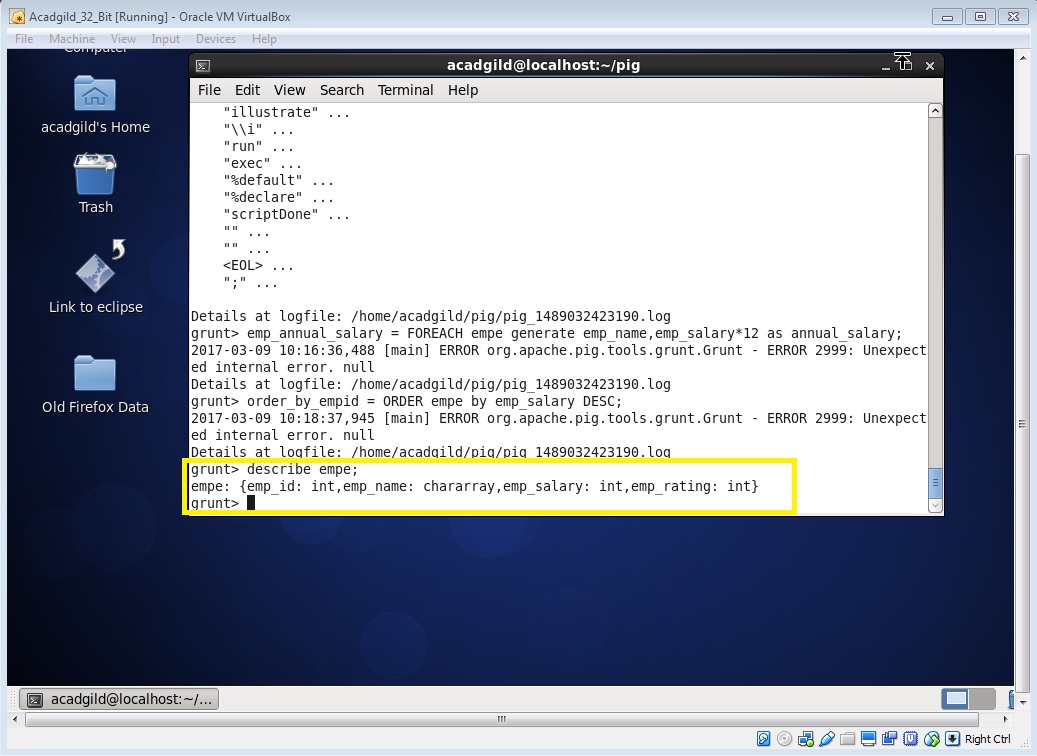 Acadgild_32_Bit [Running] - Oracle VM VirtualBox
File Machine View Input Devices Help
Computer
acadgild@localhost:~/pig
File Edit View Search Terminal Help
acadgild's Home
Trash
Link to eclipse
Old Firefox Data
"illustrate" ...
"\\i" ...
"run" ...
"exec" ...
"%default" ...
"%declare" ...
"scriptDone" ...
"" ...
"" ...
<EOL> ...
";" ...
Details at logfile: /home/acadgild/pig/pig_1489032423190.log
grunt> emp_annual_salary = FOREACH empe generate emp_name,emp_salary*12 as annual_salary;
2017-03-09 10:16:36,488 [main] ERROR org.apache.pig.tools.grunt.Grunt - ERROR 2999: Unexpect
ed internal error. null
Details at logfile: /home/acadgild/pig/pig_1489032423190.log
grunt> order_by_empid = ORDER empe by emp_salary DESC;
2017-03-09 10:18:37,945 [main] ERROR org.apache.pig.tools.grunt.Grunt - ERROR 2999: Unexpect
ed internal error. null
Details at logfile: /home/acadgild/pig/pig_1489032423190.log
grunt> describe empe;
empe: {emp_id: int,emp_name: chararray,emp_salary: int,emp_rating: int}
grunt>
acadgild@localhost:~/...
Right Ctrl